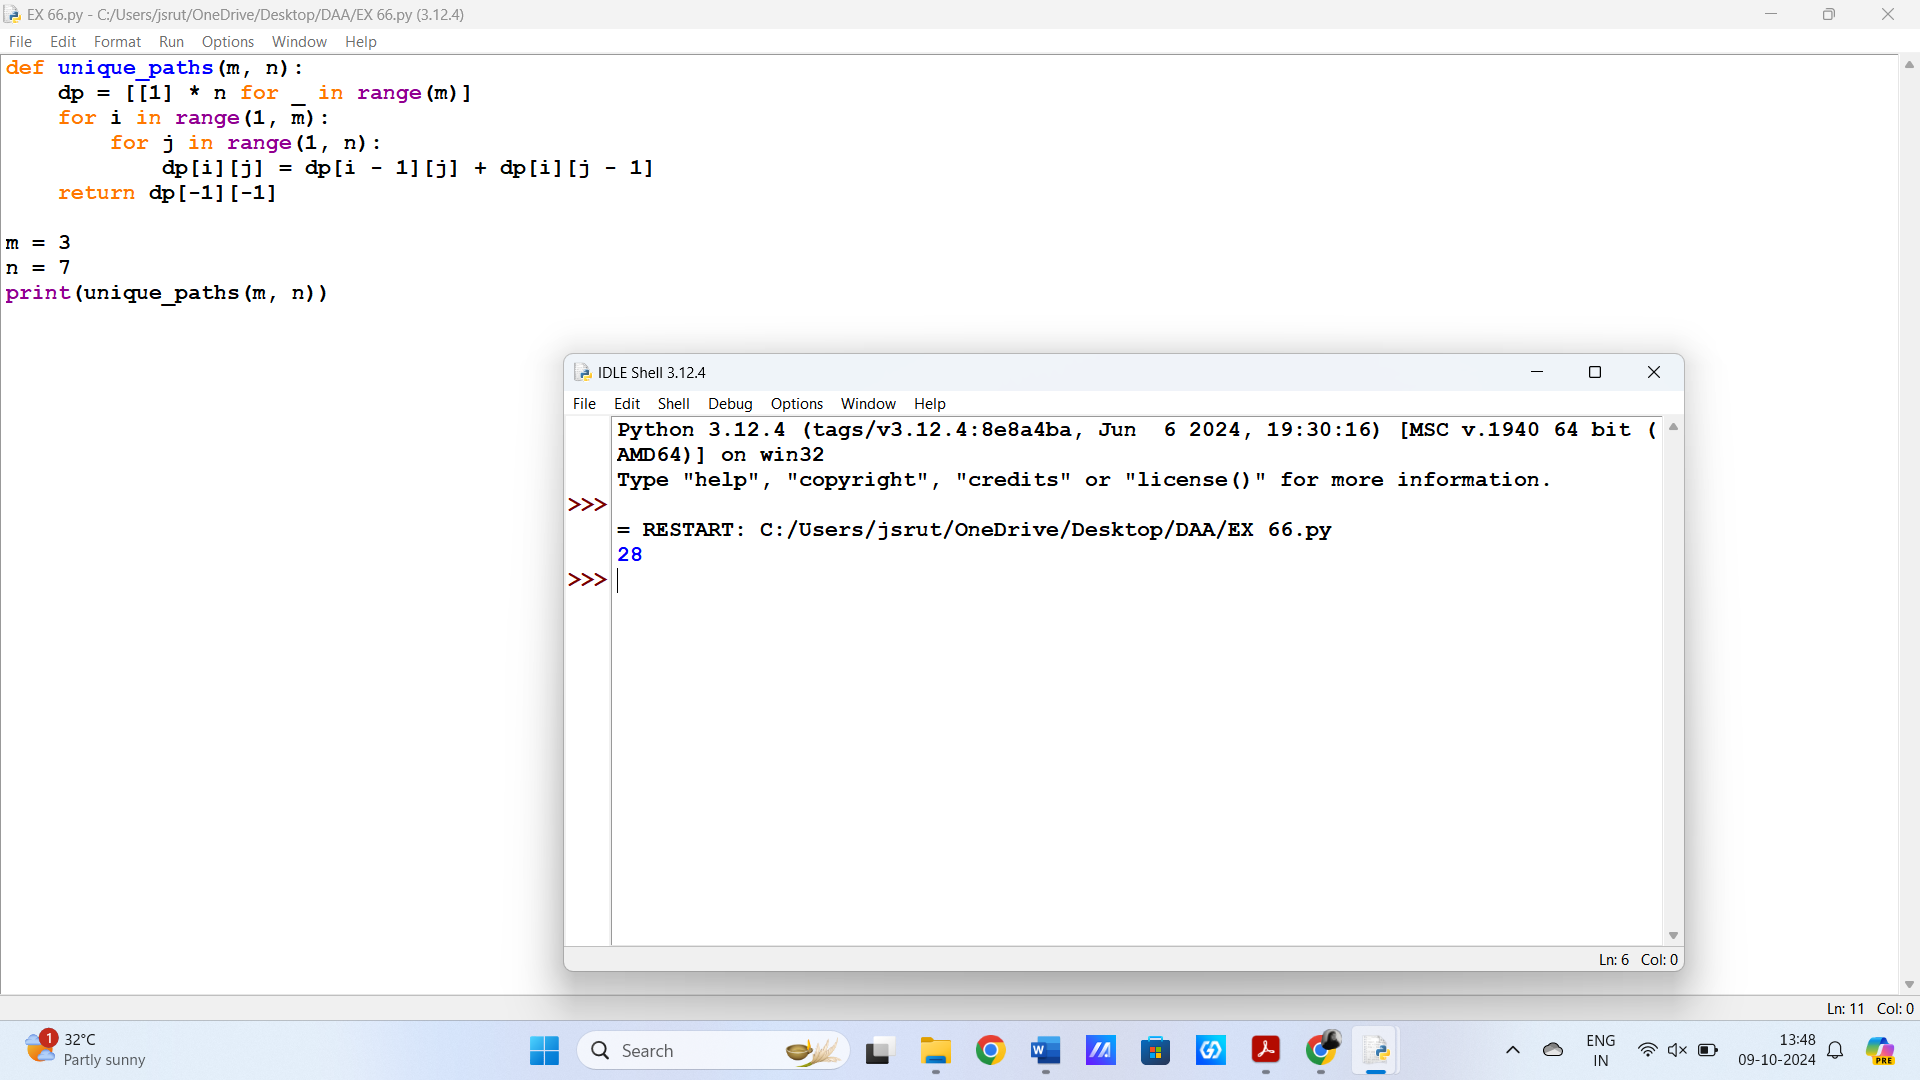 EX 66.py - C:/Users/jsrut/OneDrive/Desktop/DAA/EX 66.py (3.12.4)
File Edit Format Run Options Window Help
def unique_paths(m, n):
    dp = [[1] * n for _ in range(m)]
    for i in range(1, m):
        for j in range(1, n):
            dp[i][j] = dp[i - 1][j] + dp[i][j - 1]
    return dp[-1][-1]

m = 3
n = 7
print(unique_paths(m, n))
IDLE Shell 3.12.4
File Edit Shell Debug Options Window Help
Python 3.12.4 (tags/v3.12.4:8e8a4ba, Jun  6 2024, 19:30:16) [MSC v.1940 64 bit (
AMD64)] on win32
Type "help", "copyright", "credits" or "license()" for more information.
>>>
= RESTART: C:/Users/jsrut/OneDrive/Desktop/DAA/EX 66.py
28
>>>
Ln: 6 Col: 0
Ln: 11 Col: 0
1
32°C
Partly sunny
Search
W
ENG
IN
13:48
09-10-2024
PRE